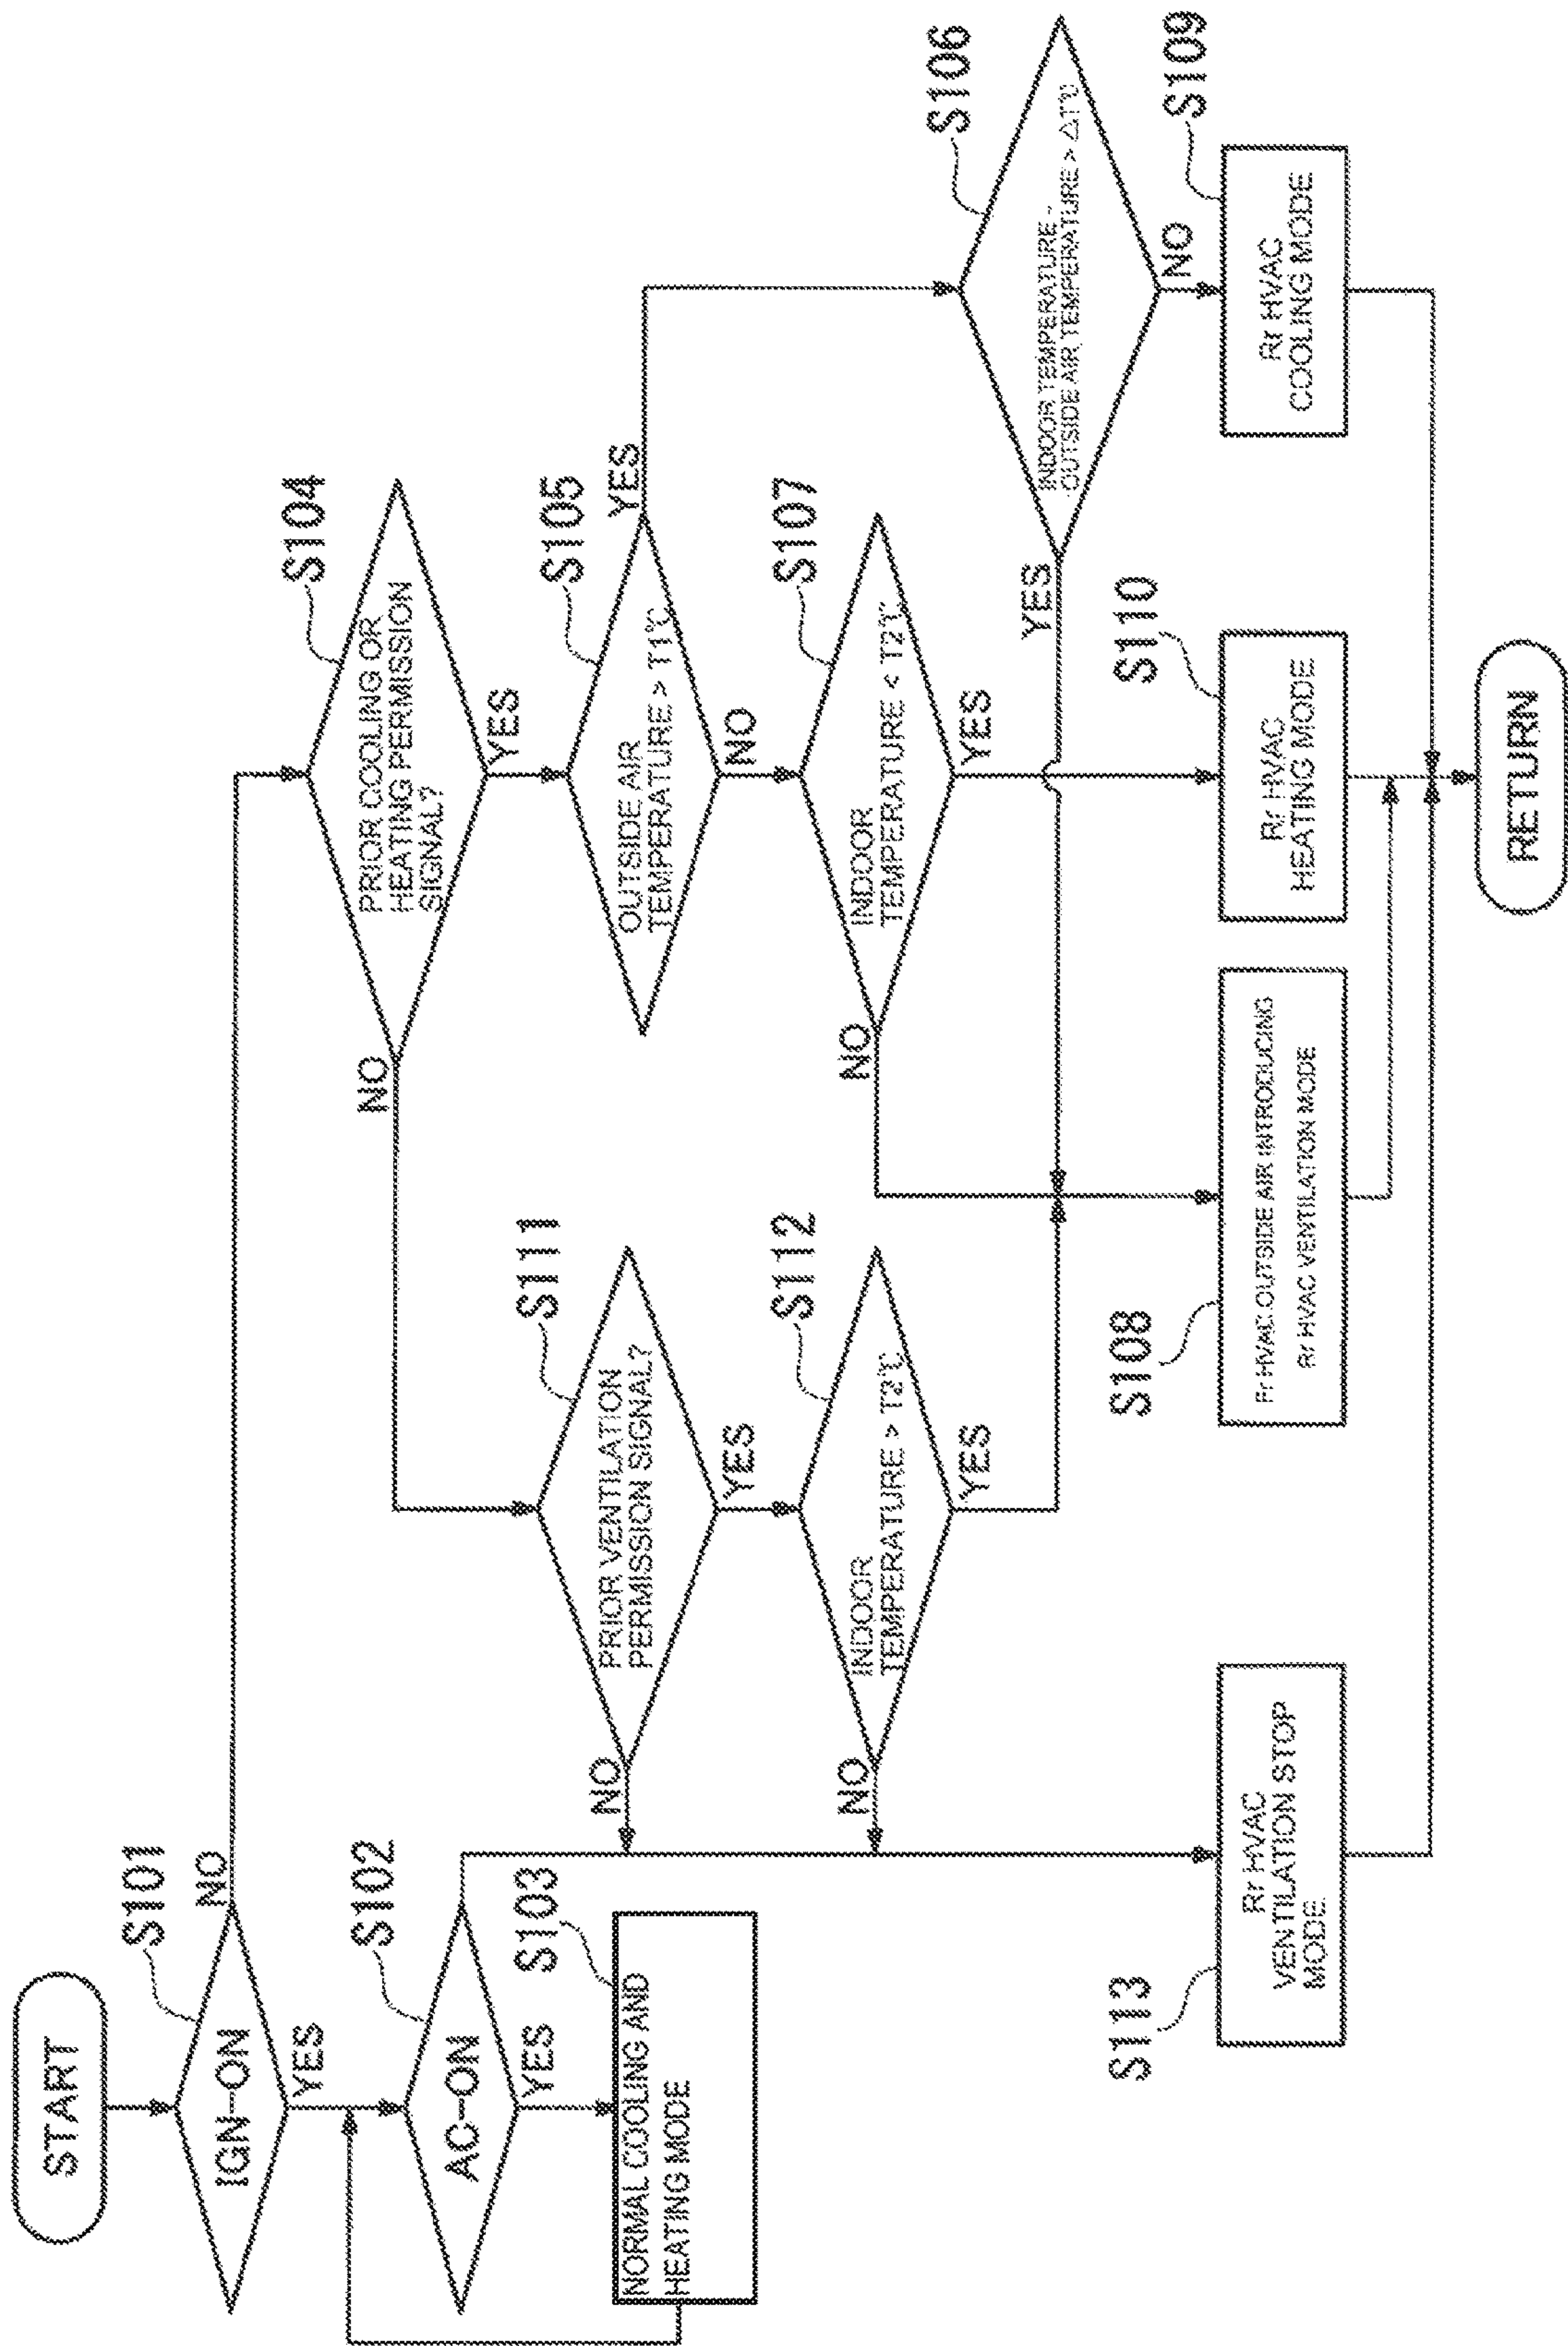 START
S101
IGN-ON
NO
YES
S102
AC-ON
YES
S103
NORMAL COOLING AND
HEATING MODE
S104
PRIOR COOLING OR
HEATING PERMISSION
SIGNAL?
NO
YES
S105
OUTSIDE AIR
TEMPERATURE > T1℃
YES
NO
S111
PRIOR VENTILATION
PERMISSION SIGNAL?
NO
YES
S107
INDOOR
TEMPERATURE < T2℃
NO
YES
S112
INDOOR
TEMPERATURE >
NO
YES
S106
INDOOR TEMPERATURE -
OUTSIDE AIR TEMPERATURE > ΔT℃
YES
NO
S113
Rr HVAC
VENTILATION STOP
MODE
S108
Fr HVAC OUTSIDE AIR INTRODUCING
Rr HVAC VENTILATION MODE
S110
Rr HVAC
HEATING MODE
S109
Rr HVAC
COOLING MODE
RETURN